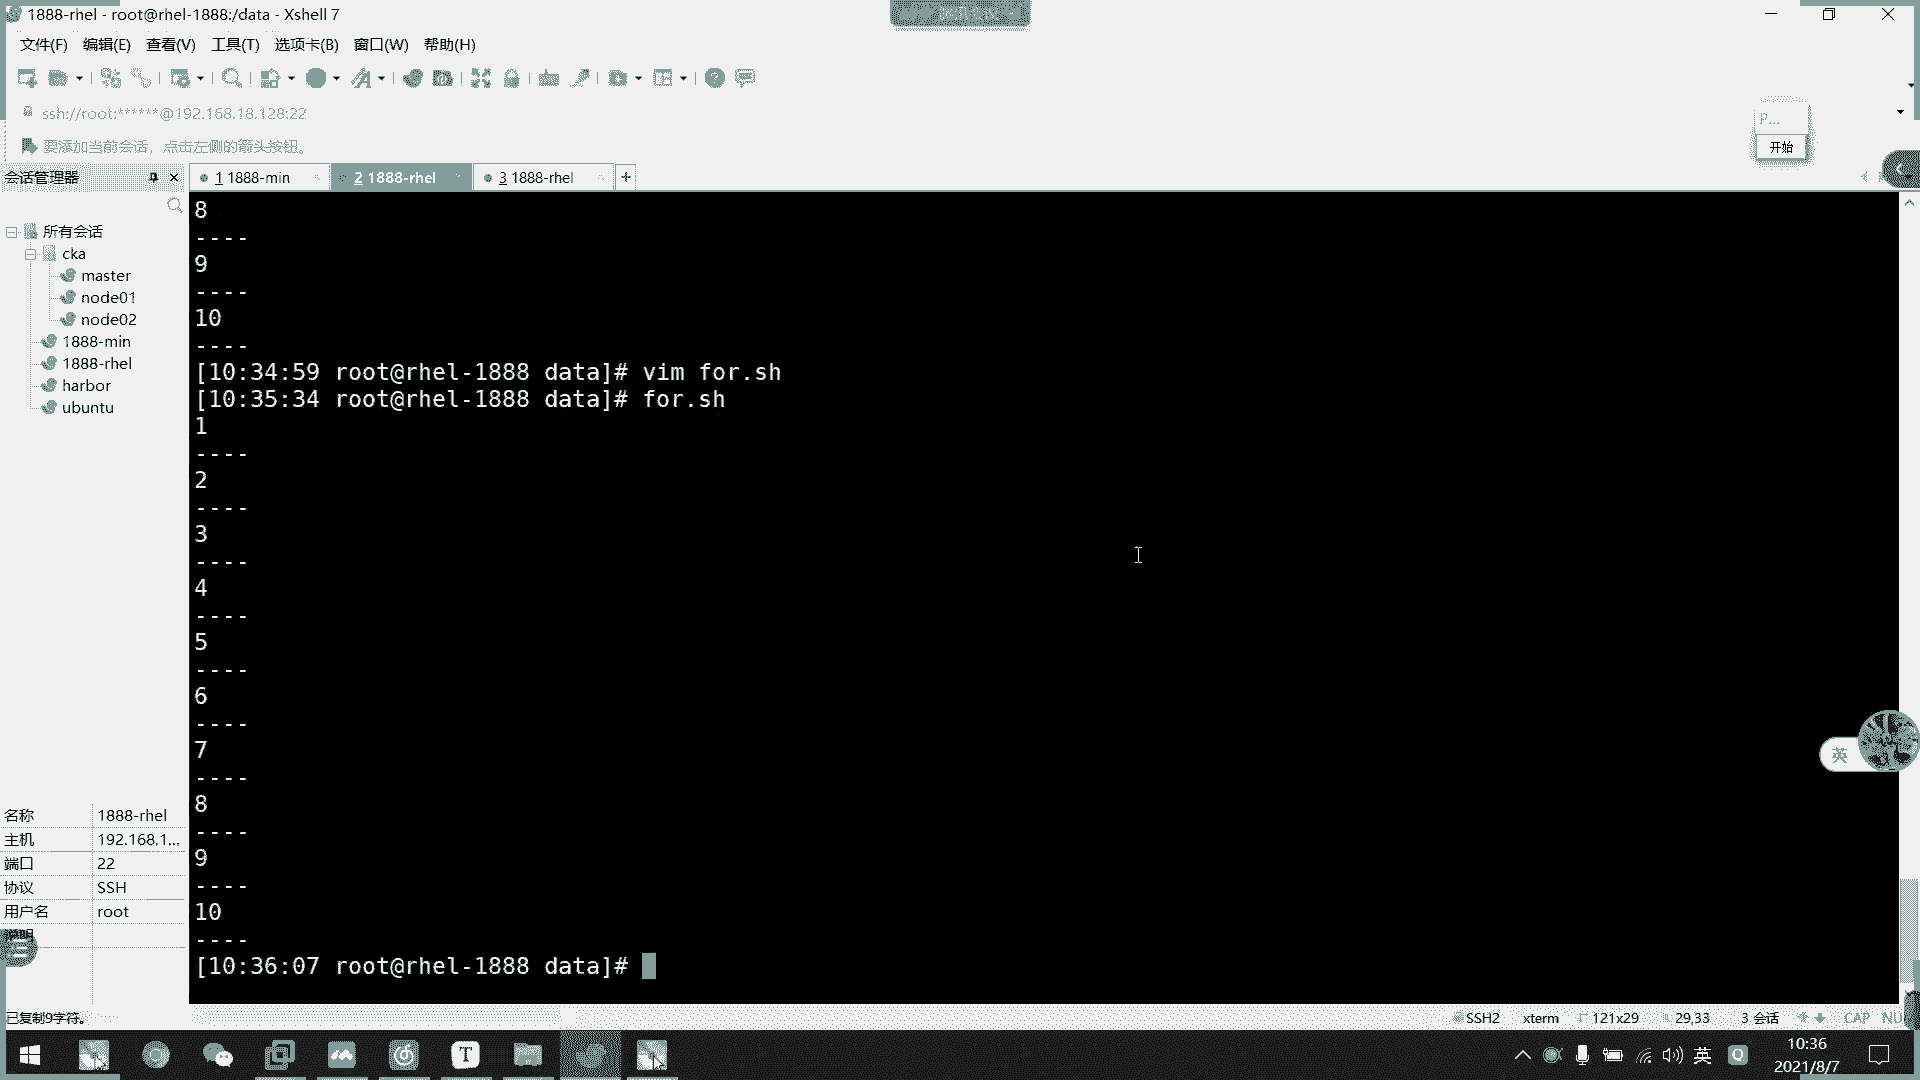 1888-rhel - root@rhel-1888:/data - Xshell 7
文件(F) 编辑(E) 查看(V) 工具(T) 选项卡(B) 窗口(W) 帮助(H)
ssh://root:******@192.168.18.128:22
要添加当前会话，点击左侧的箭头按钮。
P...
开始
会话管理器
1 1888-min
2 1888-rhel
3 1888-rhel
+
所有会话
cka
master
node01
node02
1888-min
1888-rhel
harbor
ubuntu
8
----
9
----
10
----
[10:34:59 root@rhel-1888 data]# vim for.sh
[10:35:34 root@rhel-1888 data]# for.sh
1
----
2
----
3
----
4
----
5
----
6
----
7
----
8
----
9
----
10
----
[10:36:07 root@rhel-1888 data]#
英
名称 1888-rhel
主机 192.168.1...
端口 22
协议 SSH
用户名 root
说明
已复制9字符。
SSH2 xterm 121x29 29,33 3 会话 CAP NU
英
10:36
2021/8/7